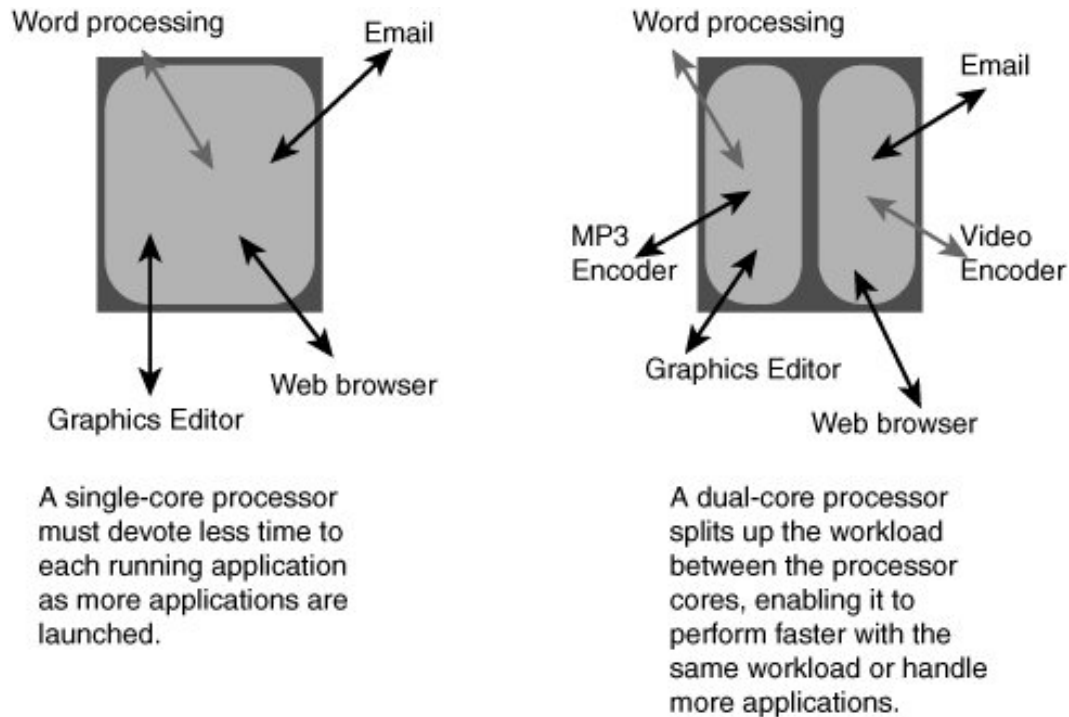 Word processing
Email
Graphics Editor
Web browser
A single-core processor
must devote less time to
each running application
as more applications are
launched.
Word processing
Email
MP3
Encoder
Video
Encoder
Graphics Editor
Web browser
A dual-core processor
splits up the workload
between the processor
cores, enabling it to
perform faster with the
same workload or handle
more applications.